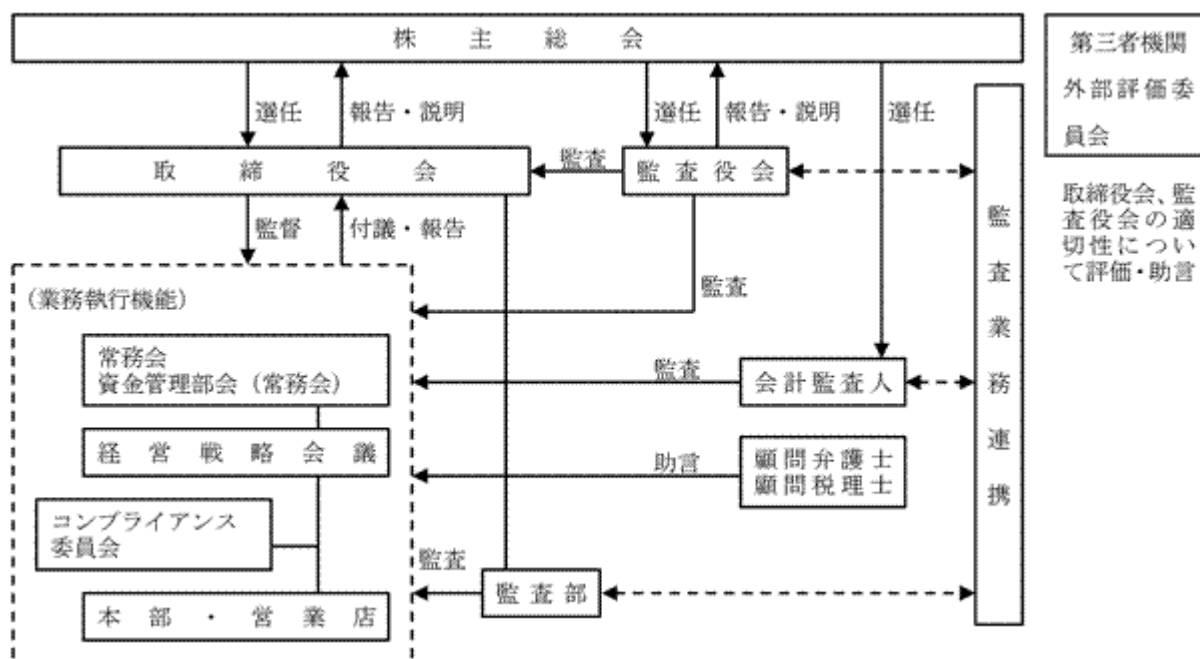 株主総会
第三者機関
外部評価委
員会
選任
報告・説明
選任
報告・説明
選任
取締役会
監査
監査役会
取締役会、監
査役会の適
切性につい
て評価・助言
監査業務連携
監督
付議・報告
監査
(業務執行機能)
常務会
資金管理部会(常務会)
監査
会計監査人
経営戦略会議
助言
顧問弁護士
顧問税理士
コンプライアンス
委員会
監査
監査部
本部・営業店